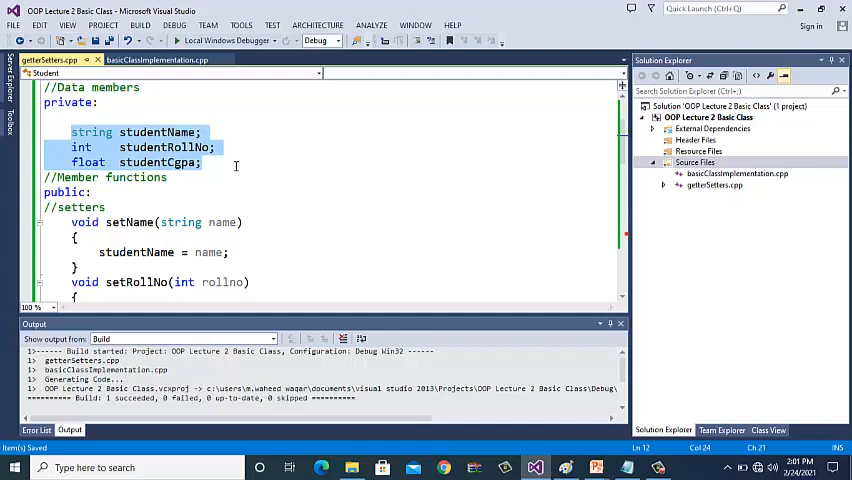 OOP Lecture 2 Basic Class - Microsoft Visual Studio
Quick Launch (Ctrl+Q)
FILE EDIT VIEW PROJECT BUILD DEBUG TEAM TOOLS TEST ARCHITECTURE ANALYZE WINDOW HELP
Sign in
Local Windows Debugger Debug
Server Explorer
Toolbox
getterSetters.cpp basicClassImplementation.cpp
Student
//Data members
private:
string studentName;
int studentRollNo;
float studentCgpa;
//Member functions
public:
//setters
void setName(string name)
{
studentName = name;
}
void setRollNo(int rollno)
{
100 %
Solution Explorer
Search Solution Explorer (Ctrl+;)
Solution 'OOP Lecture 2 Basic Class' (1 project)
OOP Lecture 2 Basic Class
External Dependencies
Header Files
Resource Files
Source Files
basicClassImplementation.cpp
getterSetters.cpp
Output
Show output from: Build
1>------ Build started: Project: OOP Lecture 2 Basic Class, Configuration: Debug Win32 ------
1> getterSetters.cpp
1> basicClassImplementation.cpp
1> Generating Code...
1> OOP Lecture 2 Basic Class.vcxproj -> c:\users\m.waheed waqar\documents\visual studio 2013\Projects\OOP Lecture 2 Basic Class\Debug\
========== Build: 1 succeeded, 0 failed, 0 up-to-date, 0 skipped ==========
Error List Output
Solution Explorer Team Explorer Class View
Item(s) Saved Ln 12 Col 24 Ch 21 INS
Type here to search
2:01 PM
2/24/2021